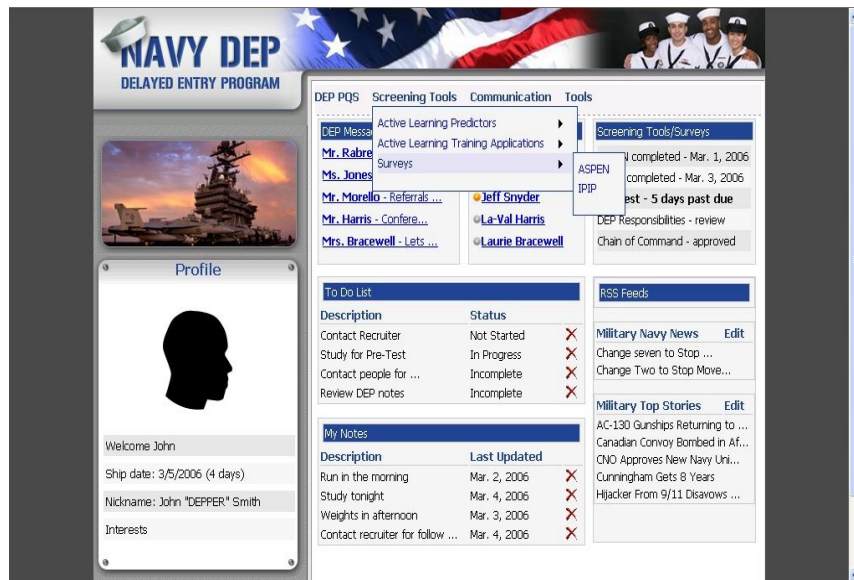 NAVY DEP
DELAYED ENTRY PROGRAM
DEP PQS Screening Tools Communication Tools
Active Learning Predictors
Active Learning Training Applications
Surveys
ASPEN
IPIP
DEP Messa
Mr. Rabre
Ms. Jones
Mr. Morello - Referrals ...
Mr. Harris - Confere...
Mrs. Bracewell - Lets ...
Jeff Snyder
La-Val Harris
Laurie Bracewell
Screening Tools/Surveys
completed - Mar. 1, 2006
completed - Mar. 3, 2006
est - 5 days past due
DEP Responsibilities - review
Chain of Command - approved
Profile
Welcome John
Ship date: 3/5/2006 (4 days)
Nickname: John "DEPPER" Smith
Interests
To Do List
Description Status
Contact Recruiter Not Started
Study for Pre-Test In Progress
Contact people for ... Incomplete
Review DEP notes Incomplete
My Notes
Description Last Updated
Run in the morning Mar. 2, 2006
Study tonight Mar. 4, 2006
Weights in afternoon Mar. 3, 2006
Contact recruiter for follow ... Mar. 4, 2006
RSS Feeds
Military Navy News Edit
Change seven to Stop ...
Change Two to Stop Move...
Military Top Stories Edit
AC-130 Gunships Returning to ...
Canadian Convoy Bombed in Af...
CNO Approves New Navy Uni...
Cunningham Gets 8 Years
Hijacker From 9/11 Disavows ...